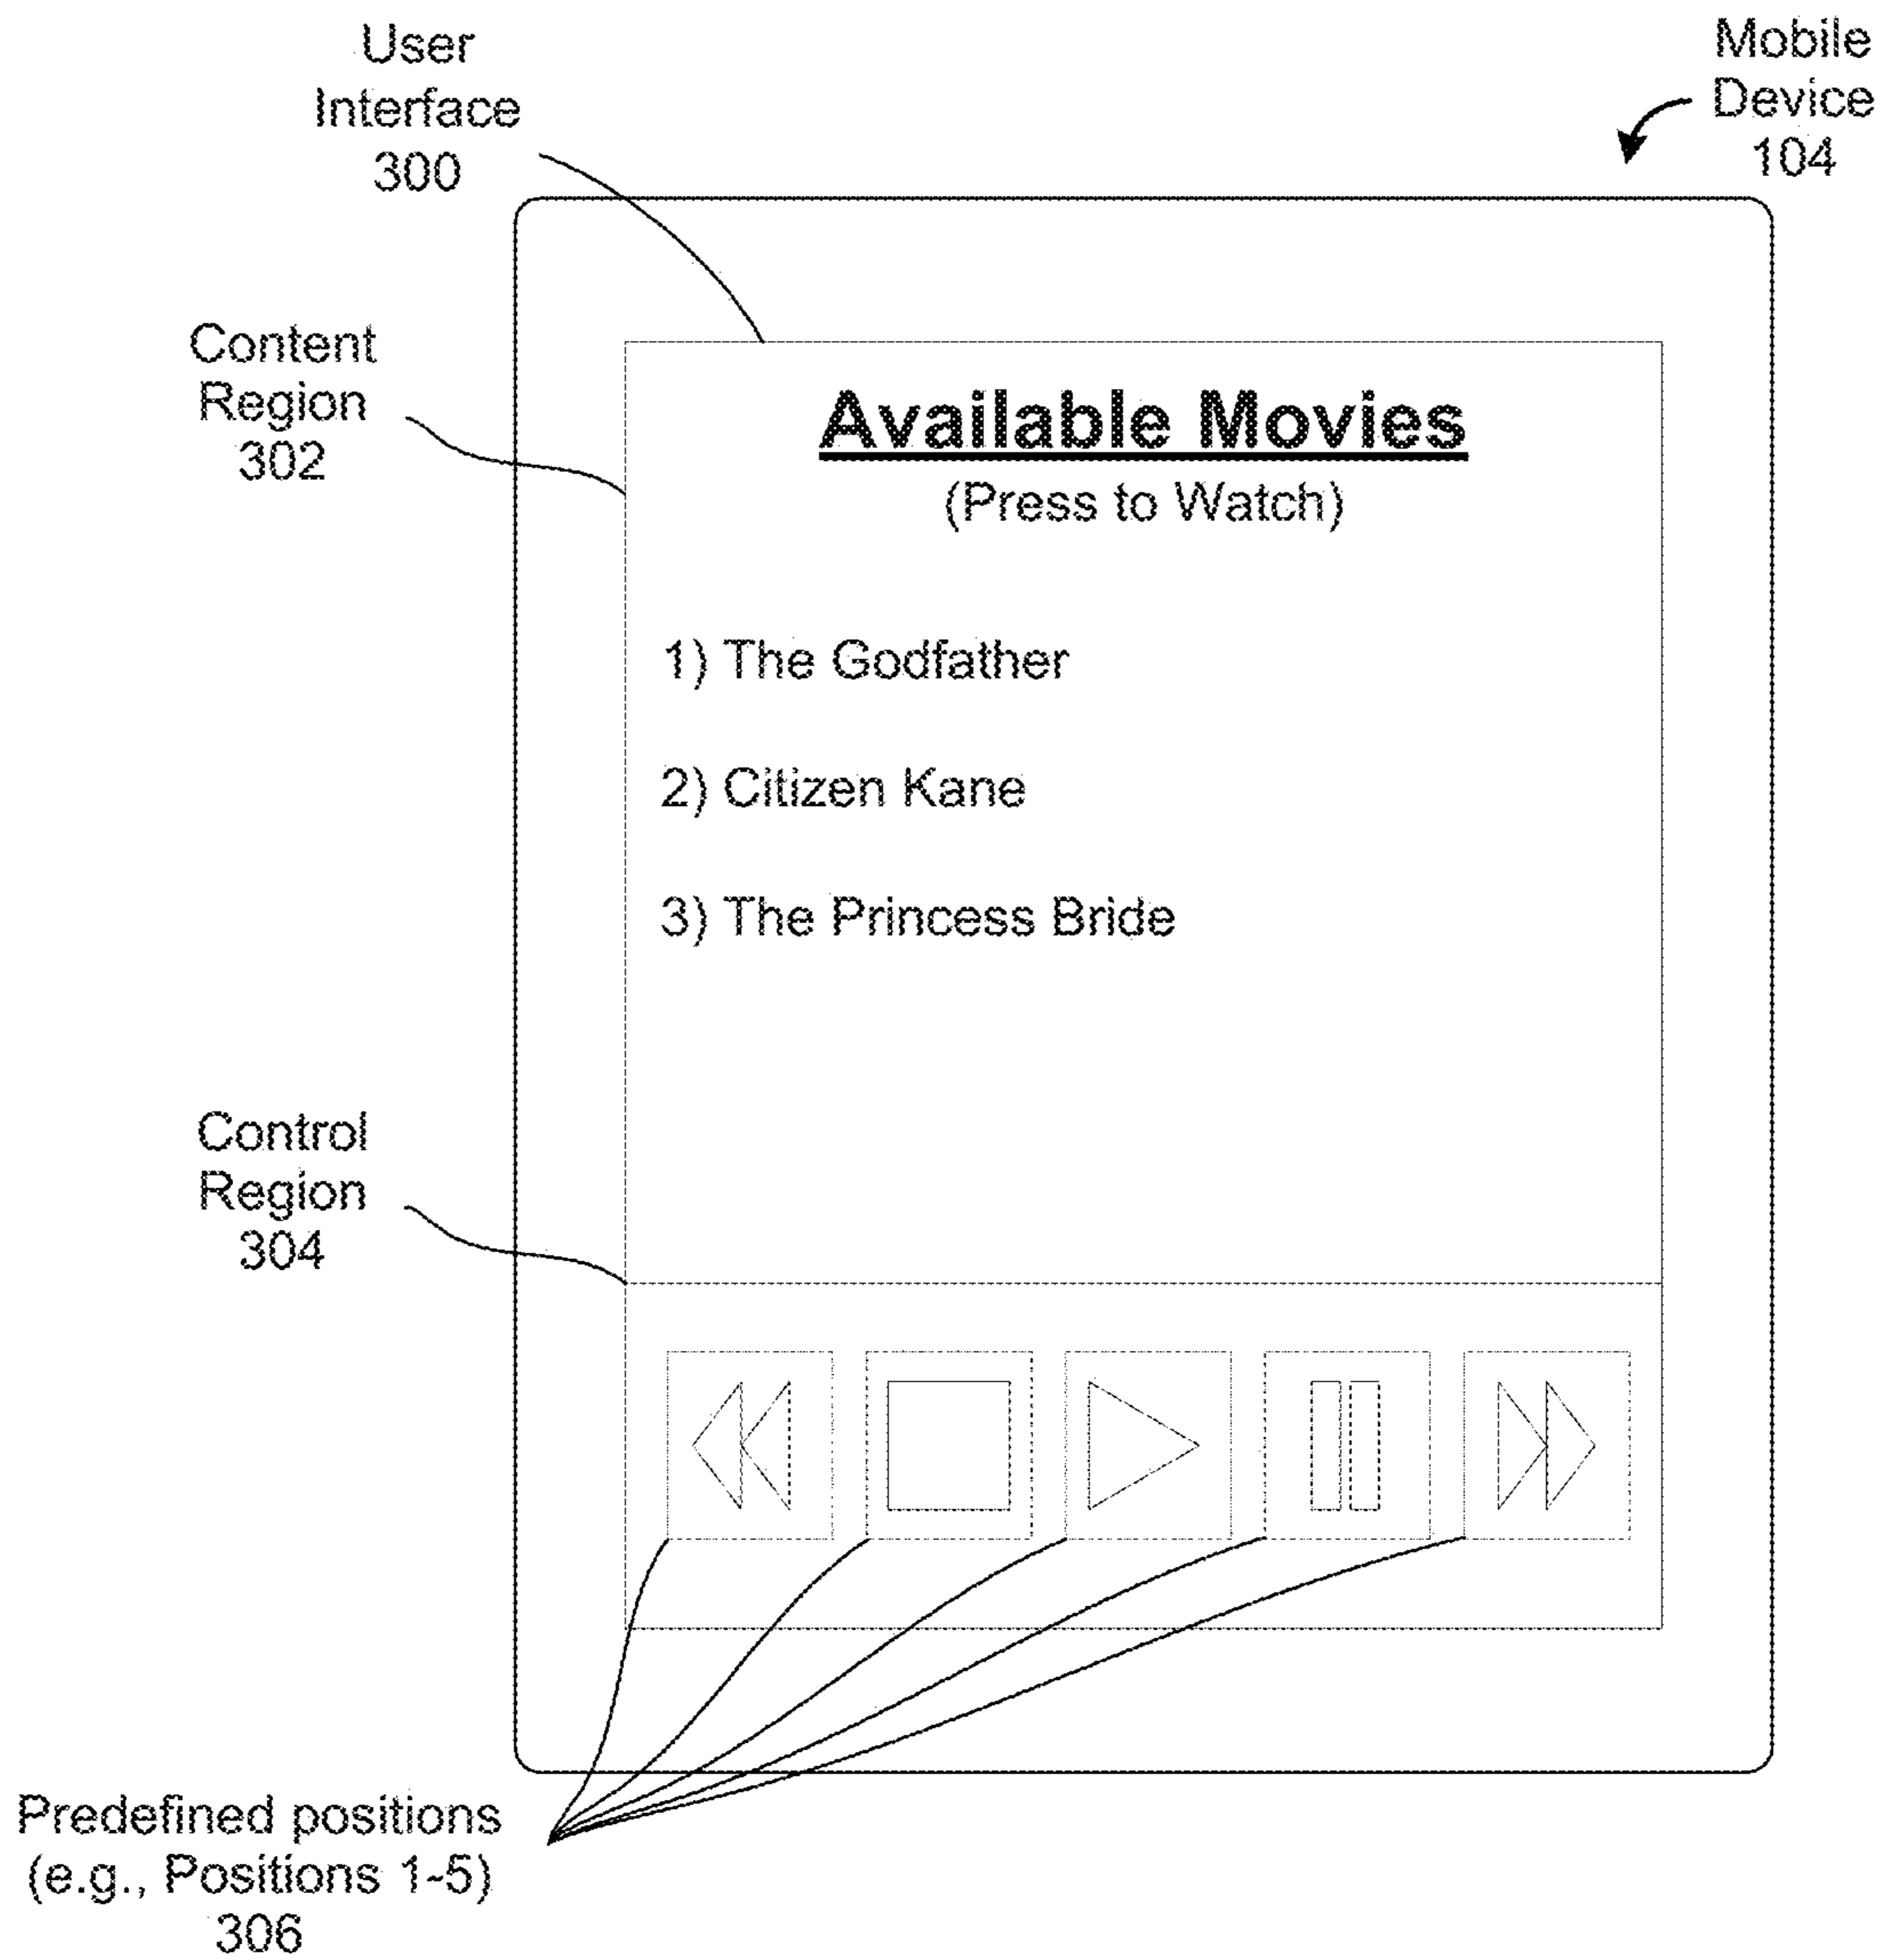 User
Interface
300
Mobile
Device
104
Content
Region
302
Available Movies
(Press to Watch)
1) The Godfather
2) Citizen Kane
3) The Princess Bride
Control
Region
304
Predefined positions
(e.g., Positions 1-5)
306